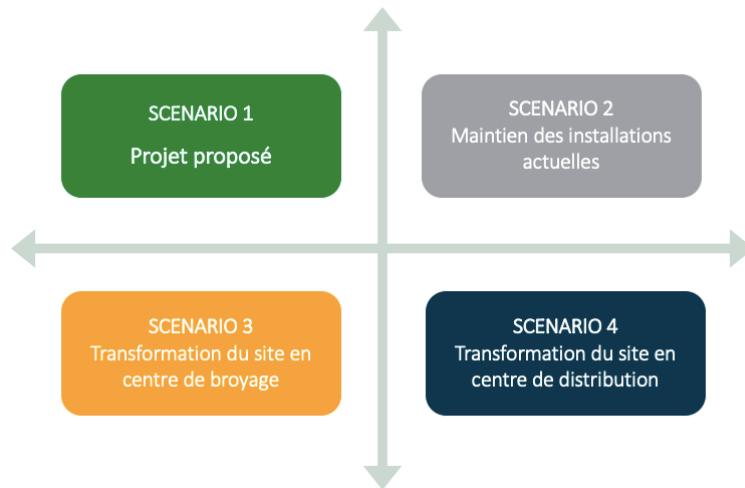 SCENARIO 1
Projet proposé
SCENARIO 2
Maintien des installations
actuelles
SCENARIO 3
Transformation du site en
centre de broyage
SCENARIO 4
Transformation du site en
centre de distribution